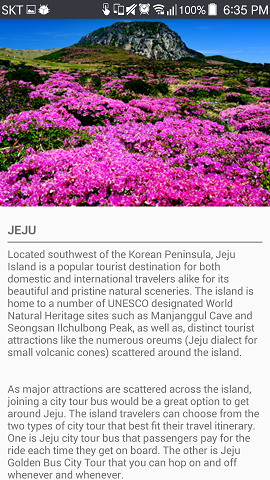 SKT 100% 6:35 PM
JEJU
Located southwest of the Korean Peninsula, Jeju
Island is a popular tourist destination for both
domestic and international travelers alike for its
beautiful and pristine natural sceneries. The island is
home to a number of UNESCO designated World
Natural Heritage sites such as Manjanggul Cave and
Seongsan Ilchulbong Peak, as well as, distinct tourist
attractions like the numerous oreums (Jeju dialect for
small volcanic cones) scattered around the island.
As major attractions are scattered across the island,
joining a city tour bus would be a great option to get
around Jeju. The island travelers can choose from the
two types of city tour that best fit their travel itinerary.
One is Jeju city tour bus that passengers pay for the
ride each time they get on board. The other is Jeju
Golden Bus City Tour that you can hop on and off
whenever and whenever.